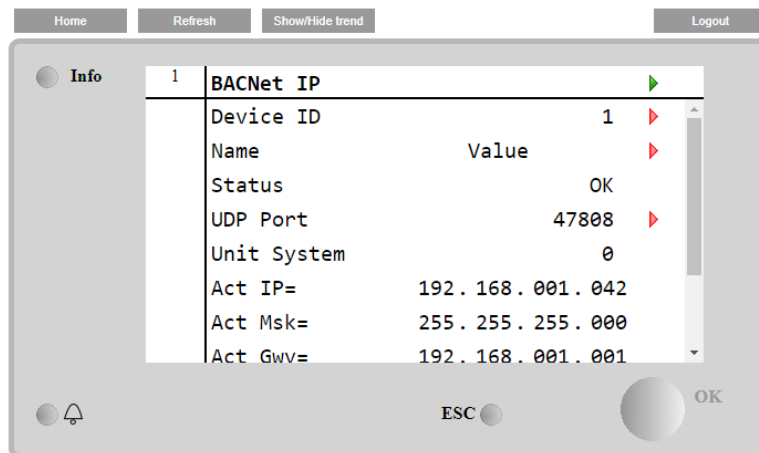 Home Refresh Show/Hide trend Logout
Info 1 BACNet IP
Device ID 1
Name Value
Status OK
UDP Port 47808
Unit System 0
Act IP= 192.168.001.042
Act Msk= 255.255.255.000
Act Gwy= 192.168.001.001
ESC OK